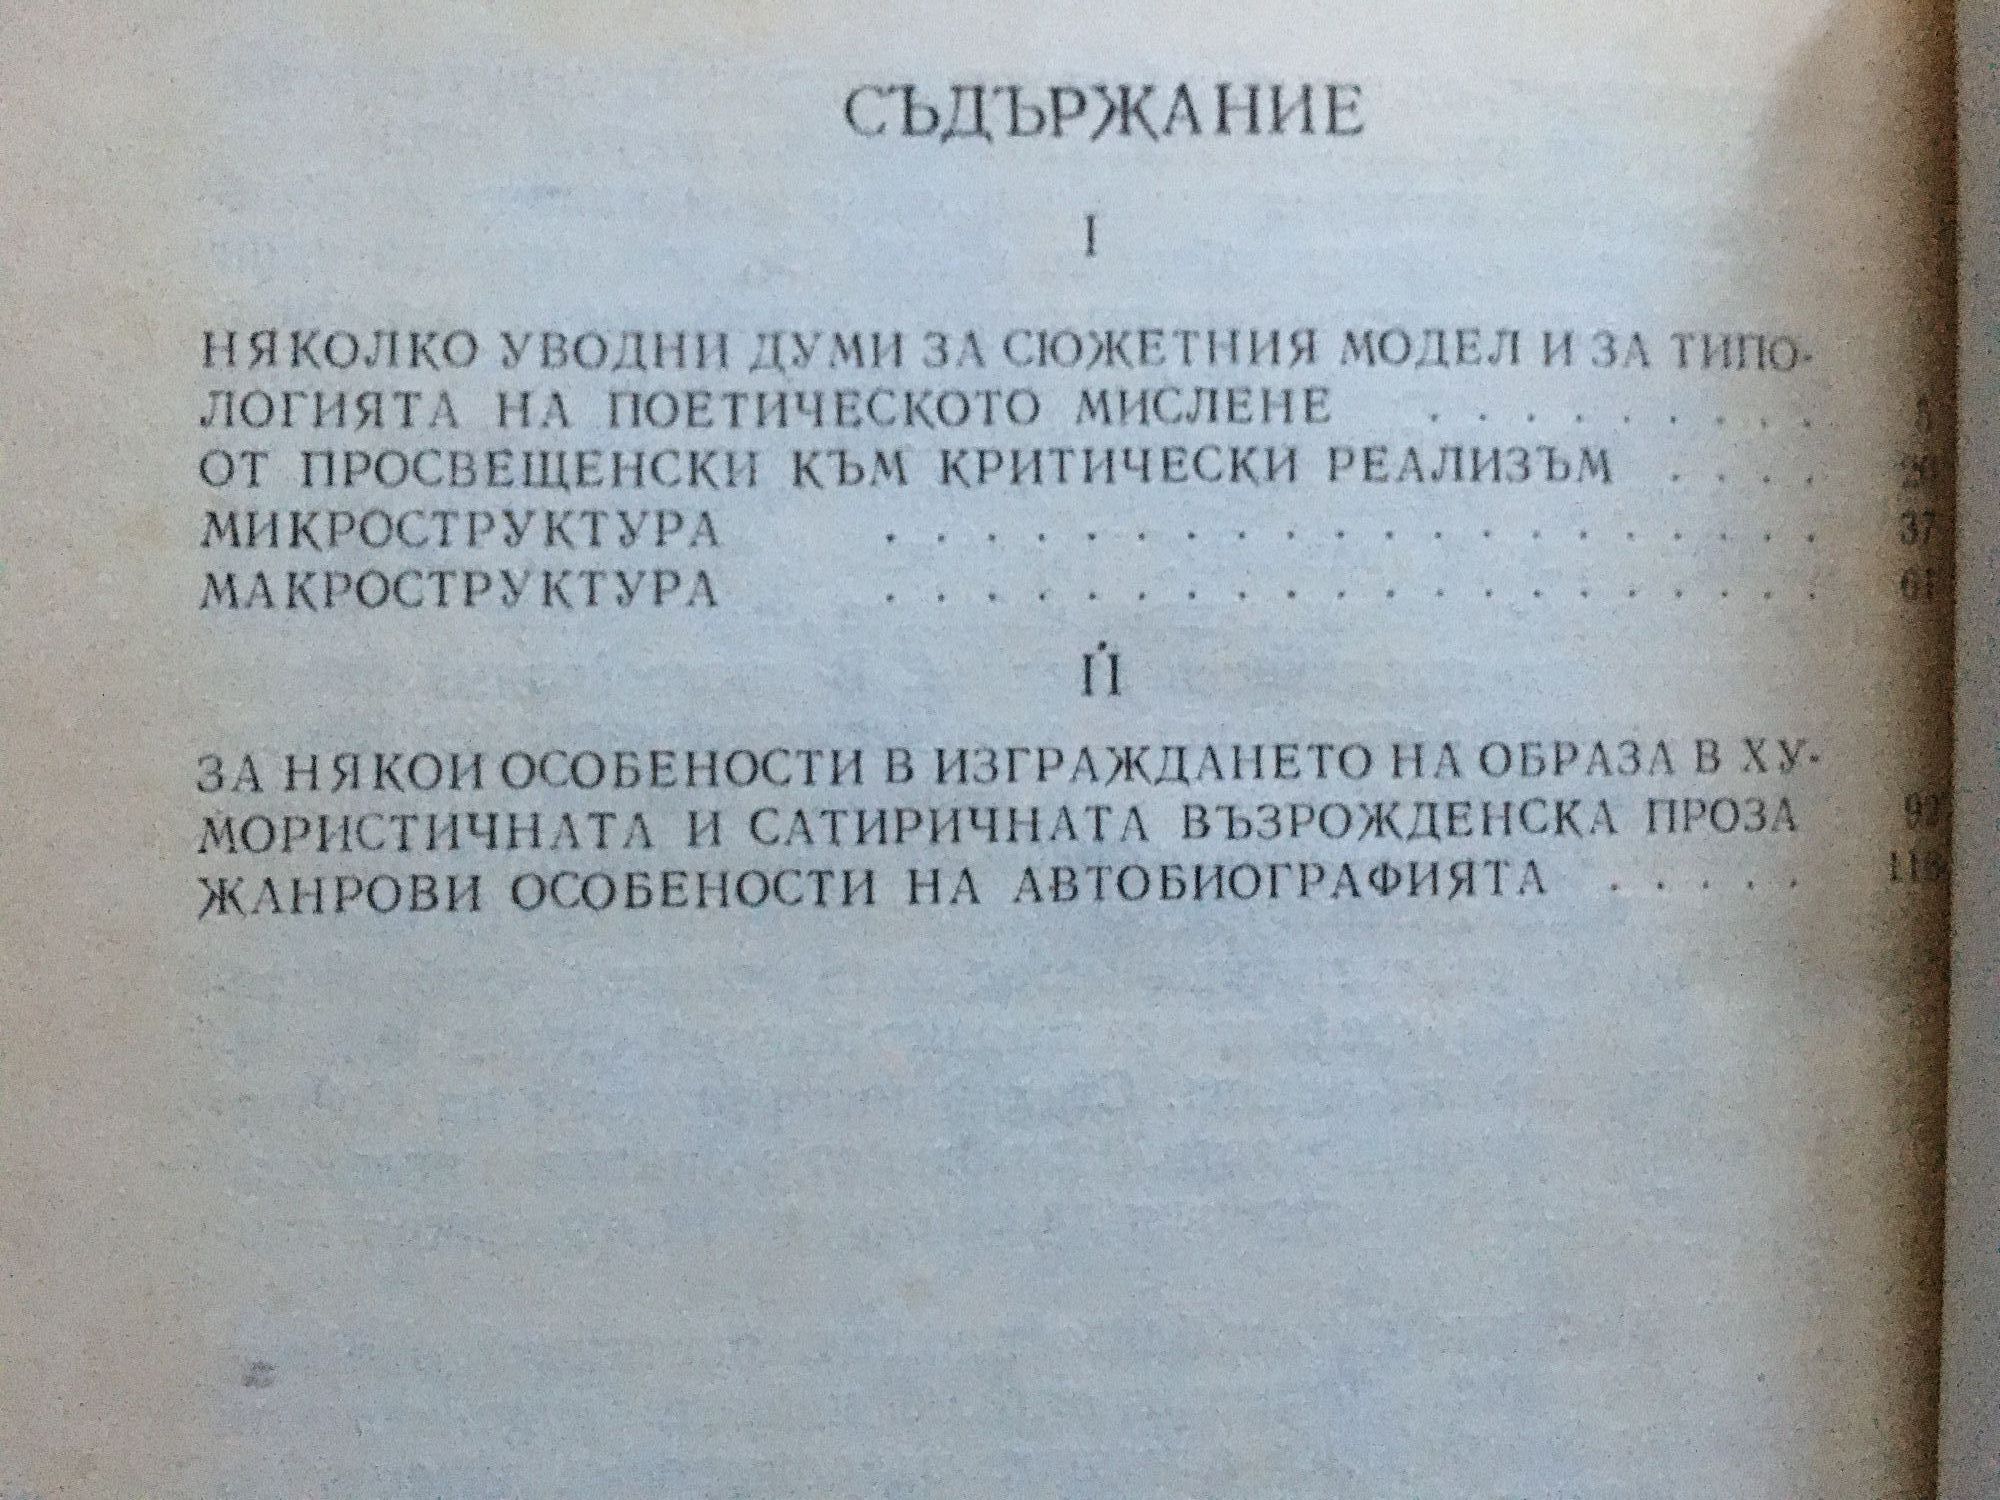 СЪДЪРЖАНИЕ
I
НЯКОЛКО УВОДНИ ДУМИ ЗА СЮЖЕТНИЯ МОДЕЛ И ЗА ТИПО-
ЛОГИЯТА НА ПОЕТИЧЕСКОТО МИСЛЕНЕ . . . . . . . . .
ОТ ПРОСВЕЩЕНСКИ КЪМ КРИТИЧЕСКИ РЕАЛИЗЪМ . . . .
МИКРОСТРУКТУРА . . . . . . . . . . . . . . . . . . . 37
МАКРОСТРУКТУРА . . . . . . . . . . . . . . . . . . . 61
II
ЗА НЯКОИ ОСОБЕНОСТИ В ИЗГРАЖДАНЕТО НА ОБРАЗА В ХУ-
МОРИСТИЧНАТА И САТИРИЧНАТА ВЪЗРОЖДЕНСКА ПРОЗА
ЖАНРОВИ ОСОБЕНОСТИ НА АВТОБИОГРАФИЯТА . . . . .